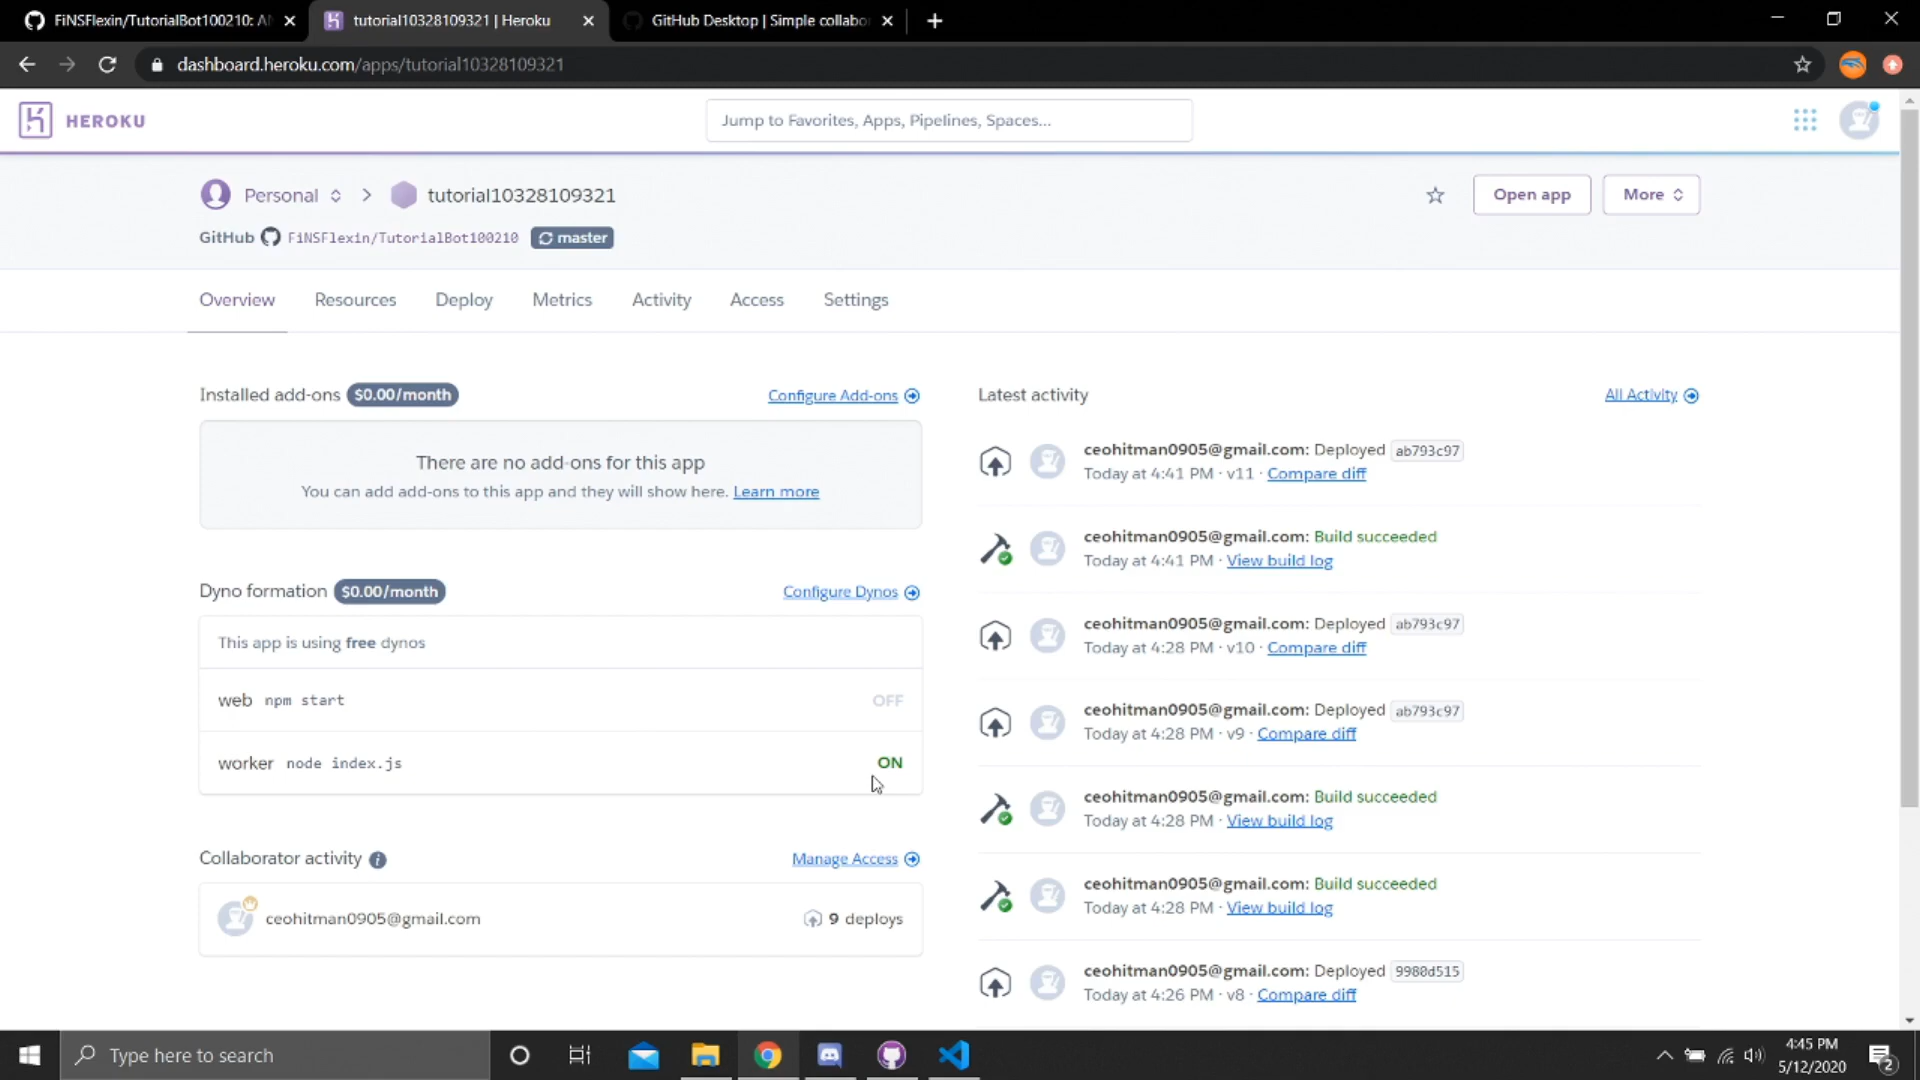 FiNSFlexin/TutorialBot100210:
tutorial10328109321 | Heroku
GitHub Desktop | Simple collabo
dashboard.heroku.com/apps/tutorial10328109321
HEROKU
Jump to Favorites, Apps, Pipelines, Spaces...
Personal
tutorial10328109321
Open app
More
GitHub FiNSFlexin/TutorialBot100210 master
Overview
Resources
Deploy
Metrics
Activity
Access
Settings
Installed add-ons $0.00/month
Configure Add-ons
There are no add-ons for this app
You can add add-ons to this app and they will show here. Learn more
Dyno formation $0.00/month
Configure Dynos
This app is using free dynos
web npm start OFF
worker node index.js ON
Collaborator activity
Manage Access
ceohitman0905@gmail.com
9 deploys
Latest activity
All Activity
ceohitman0905@gmail.com: Deployed ab793c97
Today at 4:41 PM · v11 · Compare diff
ceohitman0905@gmail.com: Build succeeded
Today at 4:41 PM · View build log
ceohitman0905@gmail.com: Deployed ab793c97
Today at 4:28 PM · v10 · Compare diff
ceohitman0905@gmail.com: Deployed ab793c97
Today at 4:28 PM · v9 · Compare diff
ceohitman0905@gmail.com: Build succeeded
Today at 4:28 PM · View build log
ceohitman0905@gmail.com: Build succeeded
Today at 4:28 PM · View build log
ceohitman0905@gmail.com: Deployed 9980d515
Today at 4:26 PM · v8 · Compare diff
Type here to search
4:45 PM
5/12/2020
2